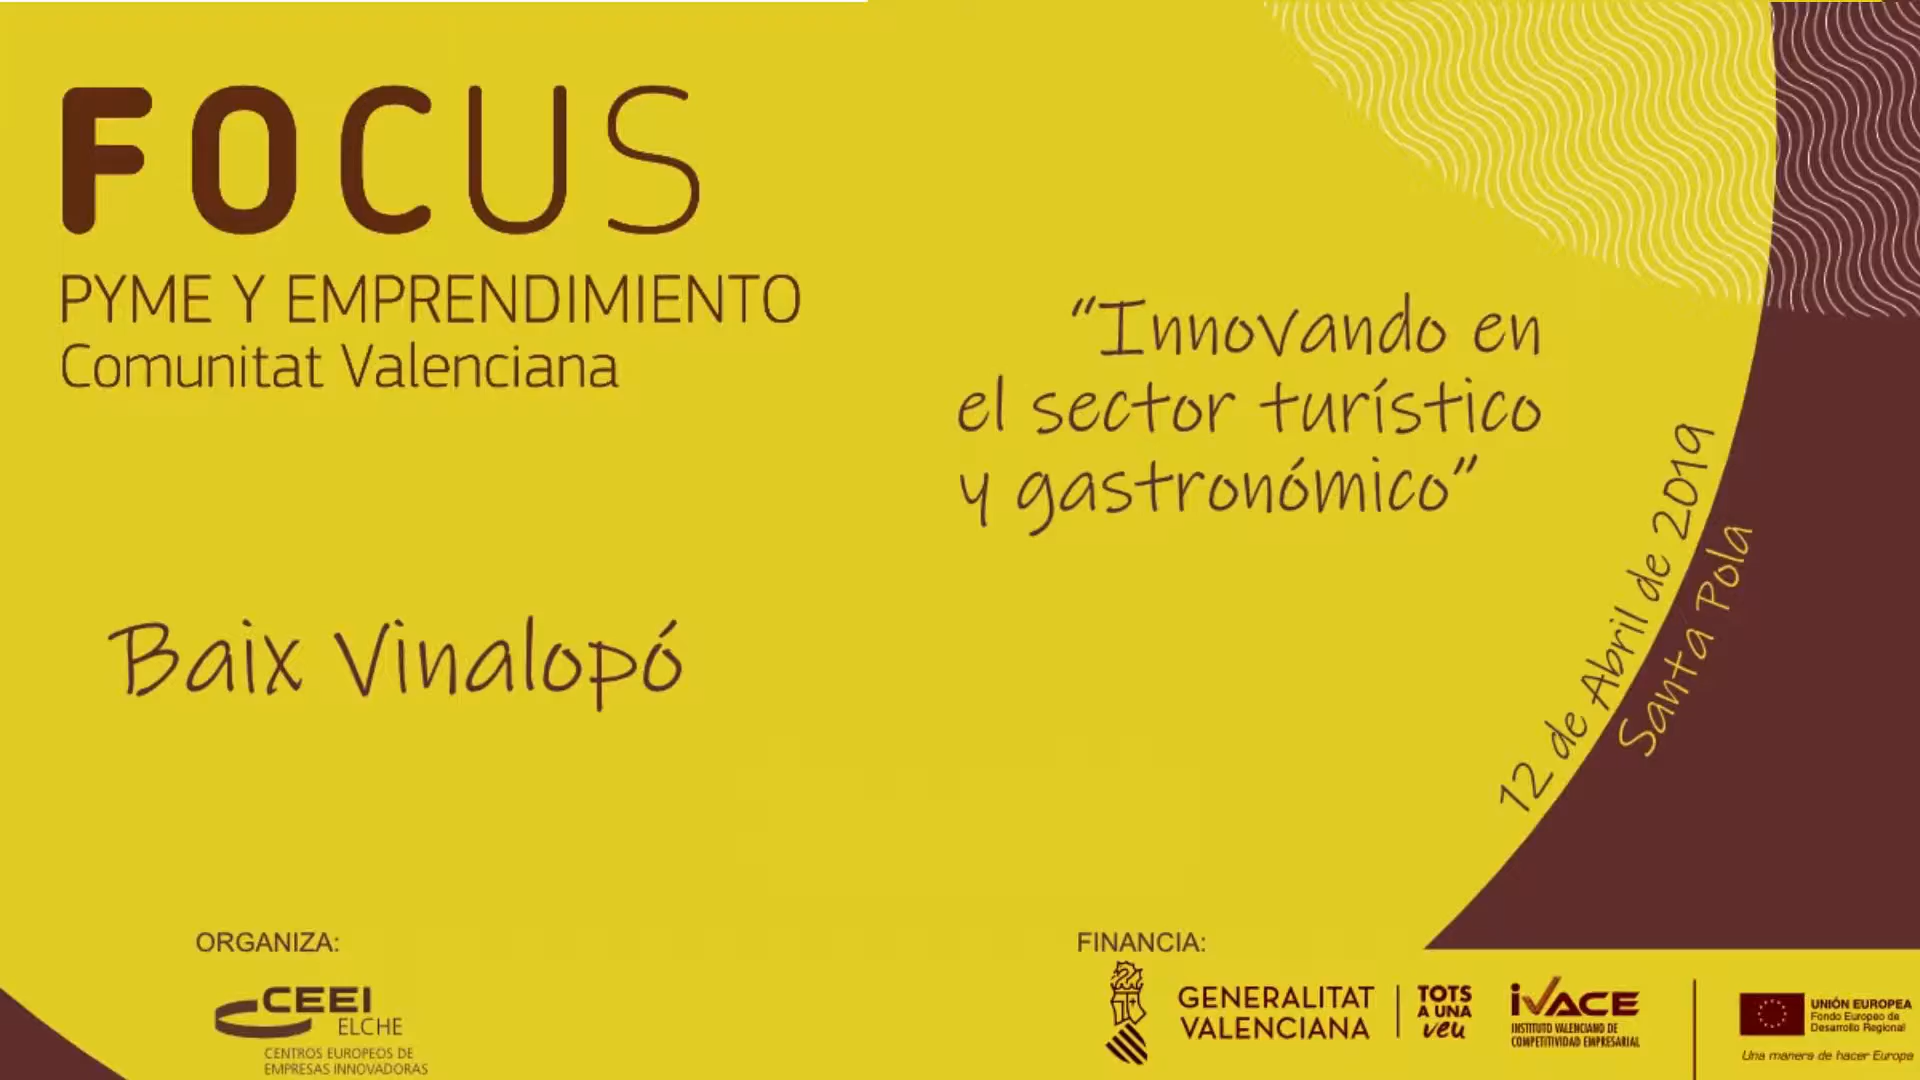 FOCUS
PYME Y EMPRENDIMIENTO
Comunitat Valenciana
“Innovando en
el sector turístico
y gastronómico”
Baix Vinalopó
12 de Abril de 2019
Santa Pola
ORGANIZA:
CEEI
ELCHE
CENTROS EUROPEOS DE
EMPRESAS INNOVADORAS
FINANCIA:
GENERALITAT
VALENCIANA
TOTS
A UNA
veu
iVACE
INSTITUTO VALENCIANO DE
COMPETITIVIDAD EMPRESARIAL
UNIÓN EUROPEA
Fondo Europeo de
Desarrollo Regional
Una manera de hacer Europa